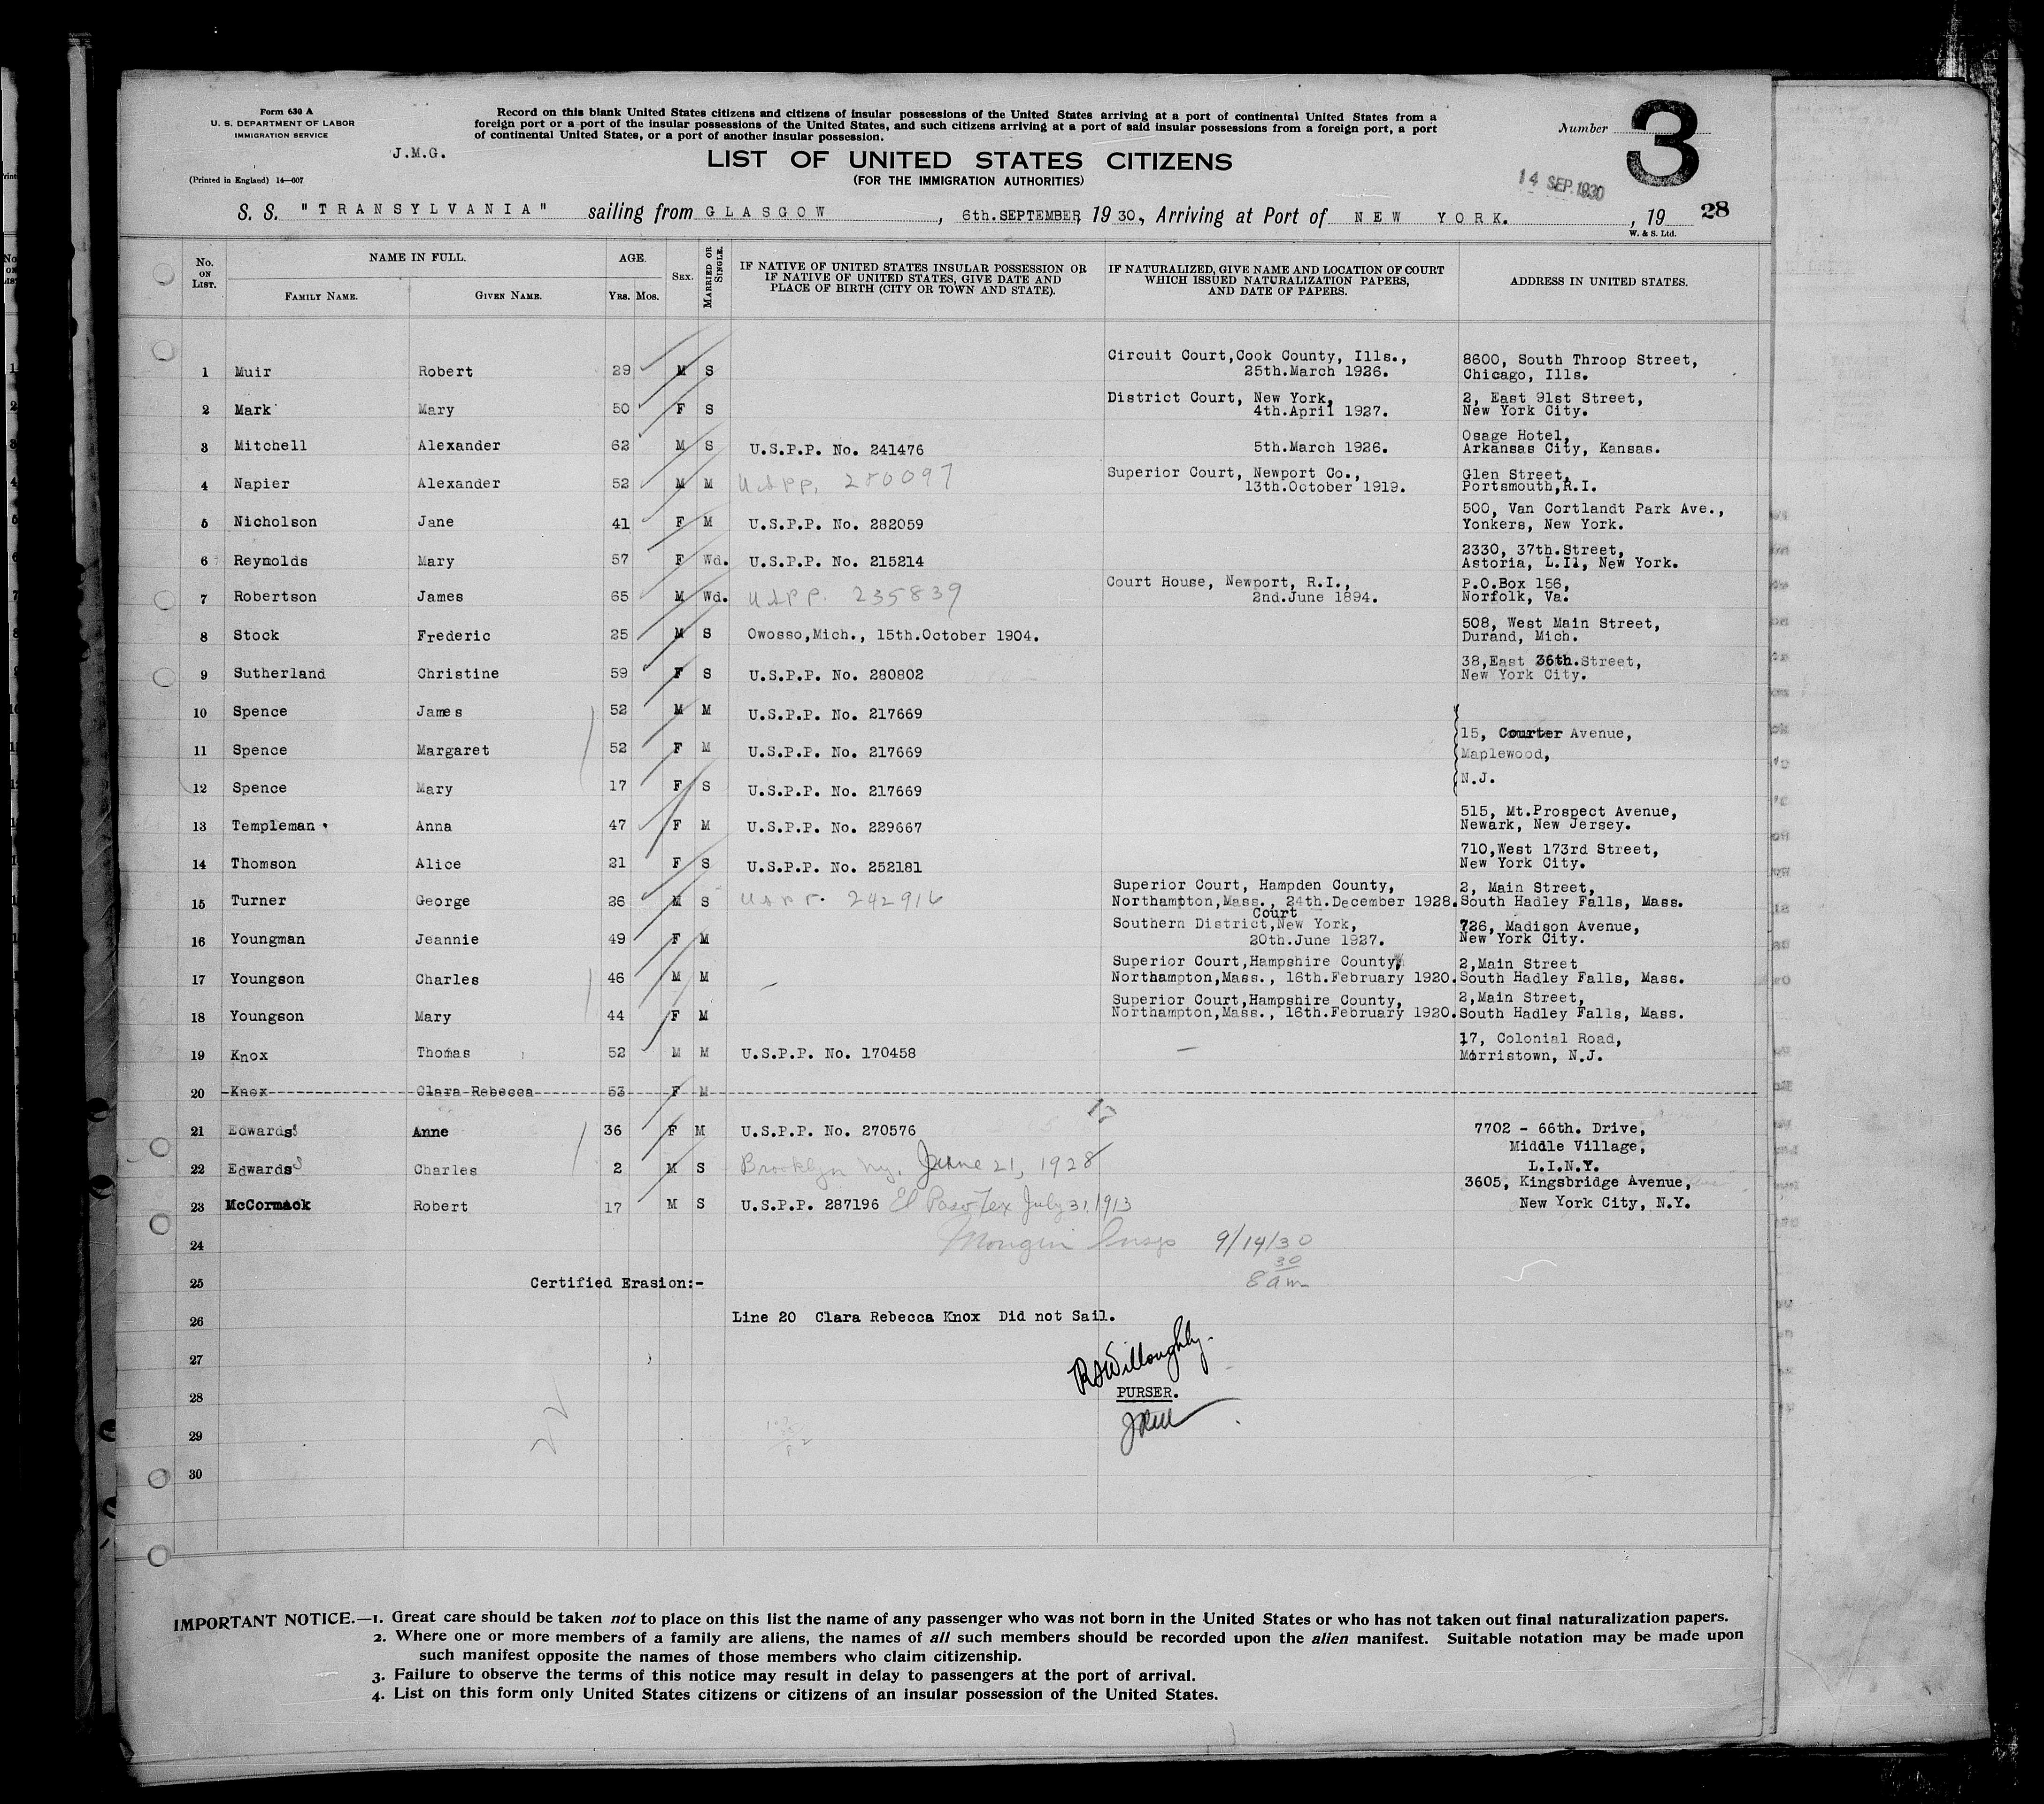 Form 630 A
U. S. DEPARTMENT OF LABOR
IMMIGRATION SERVICE
J.M.G.
(Printed in England) 14—607
Record on this blank United States citizens and citizens of insular possessions of the United States arriving at a port of continental United States from a
foreign port or a port of the insular possessions of the United States, and such citizens arriving at a port of said insular possessions from a foreign port, a port
of continental United States, or a port of another insular possession.
Number 3
LIST OF UNITED STATES CITIZENS
(FOR THE IMMIGRATION AUTHORITIES)
14 SEP. 1930
S. S. "TRANSYLVANIA" sailing from GLASGOW, 6th. SEPTEMBER, 1930., Arriving at Port of NEW YORK., 19 28
W. & S. Ltd.
No. ON LIST. NAME IN FULL. FAMILY NAME. GIVEN NAME. AGE. YRS. MOS. SEX. MARRIED OR SINGLE. IF NATIVE OF UNITED STATES INSULAR POSSESSION OR IF NATIVE OF UNITED STATES, GIVE DATE AND PLACE OF BIRTH (CITY OR TOWN AND STATE). IF NATURALIZED, GIVE NAME AND LOCATION OF COURT WHICH ISSUED NATURALIZATION PAPERS, AND DATE OF PAPERS. ADDRESS IN UNITED STATES.
1 Muir Robert 29 M S Circuit Court,Cook County, Ills., 25th.March 1926. 8600, South Throop Street, Chicago, Ills.
2 Mark Mary 50 F S District Court, New York, 4th.April 1927. 2, East 91st Street, New York City.
3 Mitchell Alexander 62 M S U.S.P.P. No. 241476 5th.March 1926. Osage Hotel, Arkansas City, Kansas.
4 Napier Alexander 52 M M U.S.P.P. 280097 Superior Court, Newport Co., 13th.October 1919. Glen Street, Portsmouth,R.I.
5 Nicholson Jane 41 F M U.S.P.P. No. 282059 500, Van Cortlandt Park Ave., Yonkers, New York.
6 Reynolds Mary 57 F Wd. U.S.P.P. No. 215214 2330, 37th.Street, Astoria, L.Il, New York.
7 Robertson James 65 M Wd. U.S.P.P. 235839 Court House, Newport, R.I., 2nd.June 1894. P.O.Box 156, Norfolk, Va.
8 Stock Frederic 25 M S Owosso,Mich., 15th.October 1904. 508, West Main Street, Durand, Mich.
9 Sutherland Christine 59 F S U.S.P.P. No. 280802 38,East 36th.Street, New York City.
10 Spence James 52 M M U.S.P.P. No. 217669
11 Spence Margaret 52 F M U.S.P.P. No. 217669 15, Courter Avenue, Maplewood,
12 Spence Mary 17 F S U.S.P.P. No. 217669 N.J.
13 Templeman Anna 47 F M U.S.P.P. No. 229667 515, Mt.Prospect Avenue, Newark, New Jersey.
14 Thomson Alice 21 F S U.S.P.P. No. 252181 710,West 173rd Street, New York City.
15 Turner George 26 M S U.S.P.P. 242916 Superior Court, Hampden County, Northampton,Mass., 24th.December 1928. 2, Main Street, South Hadley Falls, Mass.
16 Youngman Jeannie 49 F M Southern District Court,New York, 20th.June 1927. 726, Madison Avenue, New York City.
17 Youngson Charles 46 M M — Superior Court,Hampshire County, Northampton,Mass., 16th.February 1920. 2,Main Street South Hadley Falls, Mass.
18 Youngson Mary 44 F M Superior Court,Hampshire County, Northampton,Mass., 16th.February 1920. 2,Main Street, South Hadley Falls, Mass.
19 Knox Thomas 52 M M U.S.P.P. No. 170458 — 17, Colonial Road, Morristown, N.J.
20 Knox Clara Rebecca 53 F M
17
21 Edwards Anne 36 F M U.S.P.P. No. 270576 7702 - 66th. Drive, Middle Village,
22 Edwards Charles 2 M S Brooklyn Ny. June 21, 1928 L.I.N.Y.
23 McCormack Robert 17 M S U.S.P.P. 287196 El Paso Tex July 31, 1913 3605, Kingsbridge Avenue, New York City, N.Y.
24 Mongin Insp 9/14/30
25 Certified Erasion:- 8 30 am
26 Line 20 Clara Rebecca Knox Did not Sail.
27 RSWilloughby.
28 PURSER.
29
30
IMPORTANT NOTICE.—1. Great care should be taken not to place on this list the name of any passenger who was not born in the United States or who has not taken out final naturalization papers.
2. Where one or more members of a family are aliens, the names of all such members should be recorded upon the alien manifest. Suitable notation may be made upon
such manifest opposite the names of those members who claim citizenship.
3. Failure to observe the terms of this notice may result in delay to passengers at the port of arrival.
4. List on this form only United States citizens or citizens of an insular possession of the United States.